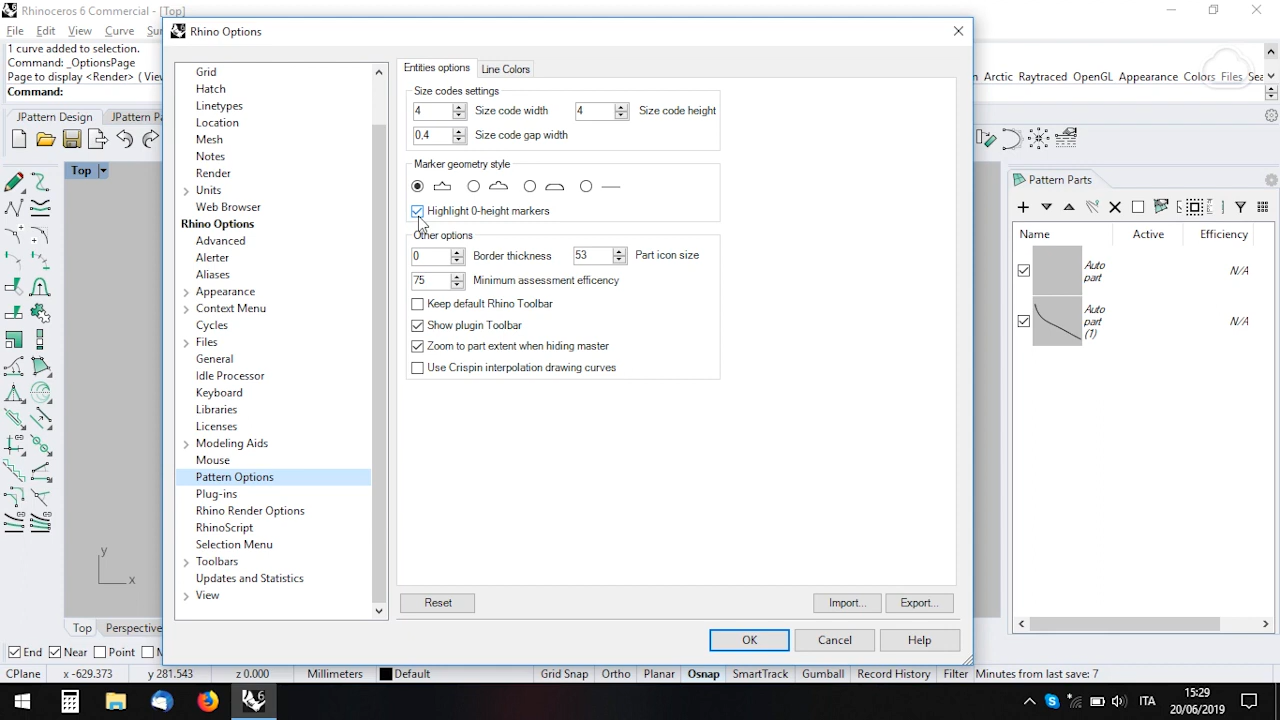 Rhinoceros 6 Commercial - [Top]
File Edit View Curve
1 curve added to selection.
Command: _OptionsPage
Page to display <Render> ( Vie
n Arctic Raytraced OpenGL Appearance Colors Files
Command:
JPattern Design JPattern Pa
Top
Rhino Options
Grid
Hatch
Linetypes
Location
Mesh
Notes
Render
Units
Web Browser
Rhino Options
Advanced
Alerter
Aliases
Appearance
Context Menu
Cycles
Files
General
Idle Processor
Keyboard
Libraries
Licenses
Modeling Aids
Mouse
Pattern Options
Plug-ins
Rhino Render Options
RhinoScript
Selection Menu
Toolbars
Updates and Statistics
View
Entities options Line Colors
Size codes settings
4 Size code width 4 Size code height
0.4 Size code gap width
Marker geometry style
Highlight 0-height markers
Other options
0 Border thickness 53 Part icon size
75 Minimum assessment efficency
Keep default Rhino Toolbar
Show plugin Toolbar
Zoom to part extent when hiding master
Use Crispin interpolation drawing curves
Reset Import... Export...
OK Cancel Help
Pattern Parts
Name Active Efficiency
Auto
part
N/A
Auto
part
(1)
N/A
y
x
Top Perspective
End Near Point
CPlane x -629.373 y 281.543 z 0.000 Millimeters Default Grid Snap Ortho Planar Osnap SmartTrack Gumball Record History Filter Minutes from last save: 7
6
ITA
15:29
20/06/2019